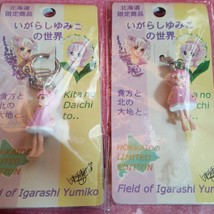 北海道
限定商品
いがらしゆみこ
の世界
貴方と
北の
大地と..
Kita no
Daichi
to..
HOKKAIDO
LIMITED
EDITION
Field of Igarashi Yumiko
北海道
限定商品
いがらしゆみこ
の世界
貴方と
北の
大地と..
no
Daichi
to..
HOKKAIDO
LIMITED
EDITION
Field of Igarashi Yumiko